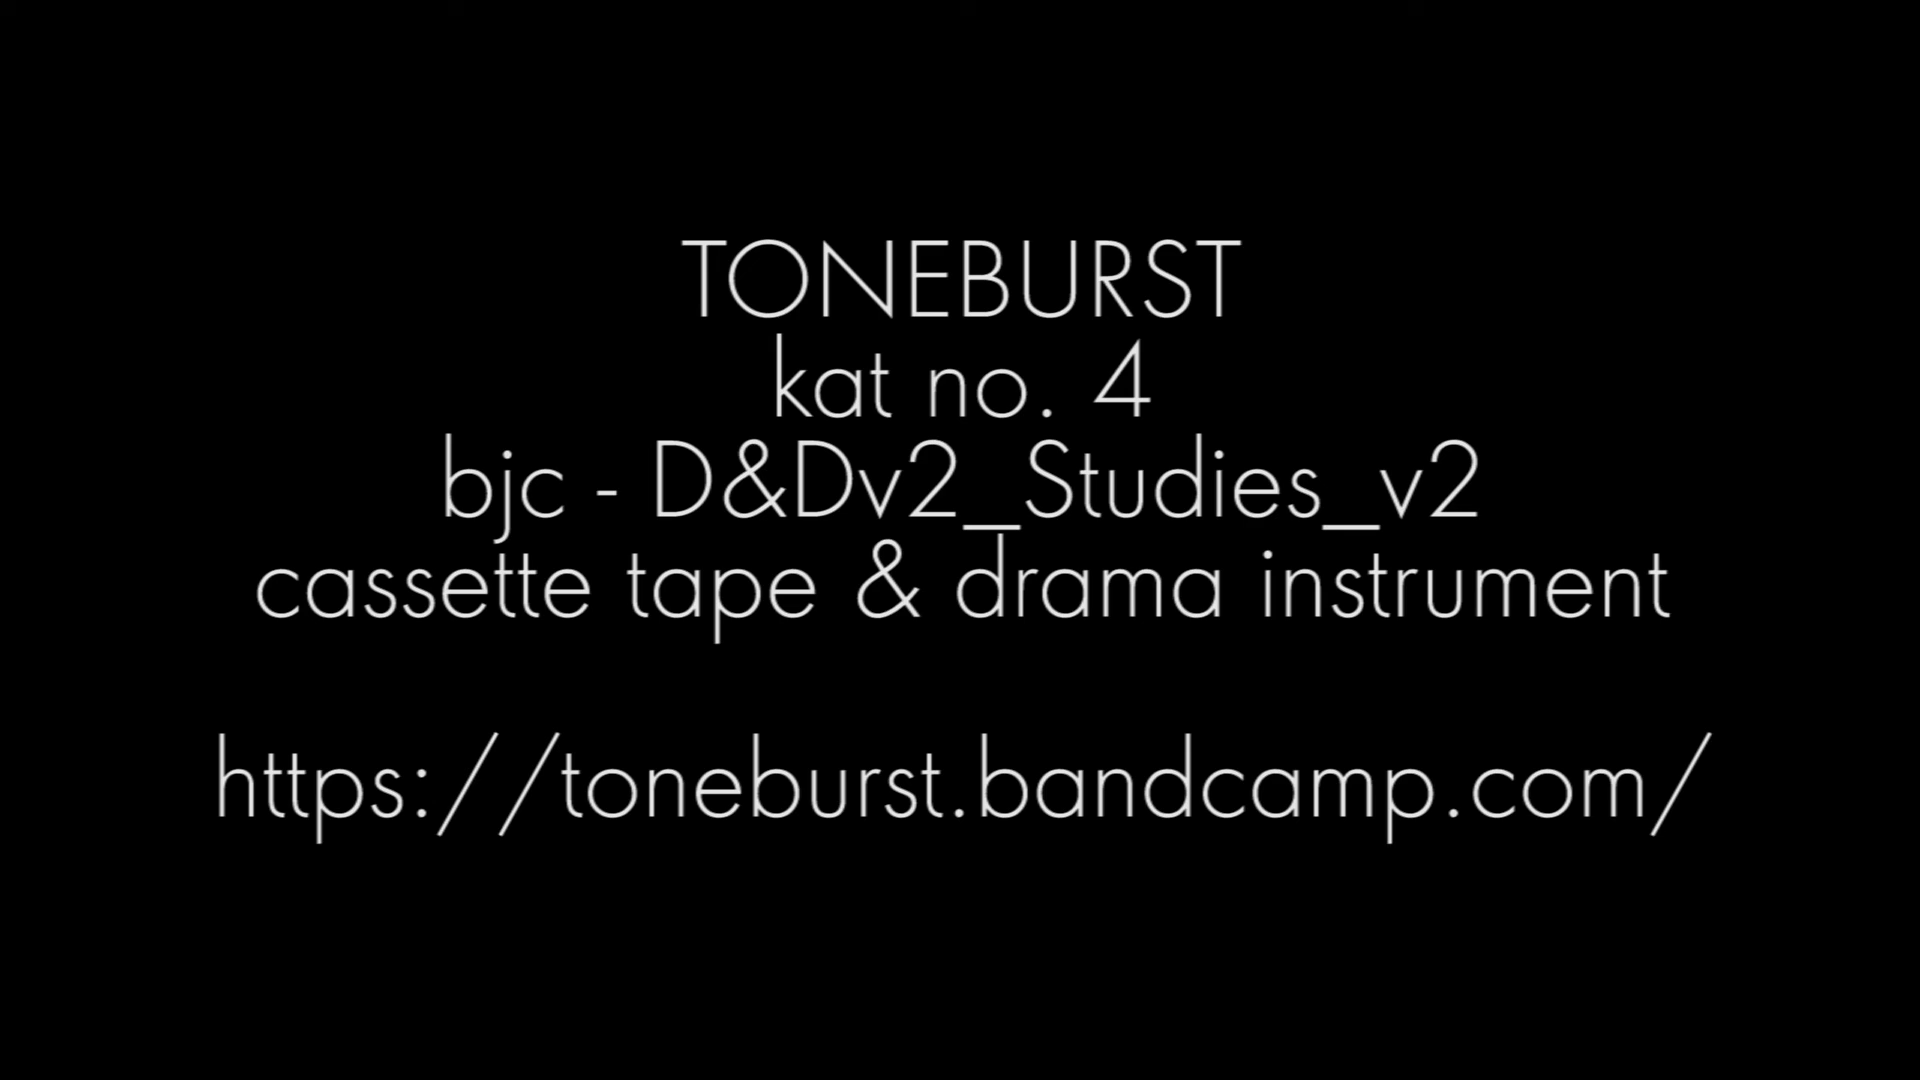 TONEBURST
kat no. 4
bjc - D&Dv2_Studies_v2
cassette tape & drama instrument
https://toneburst.bandcamp.com/